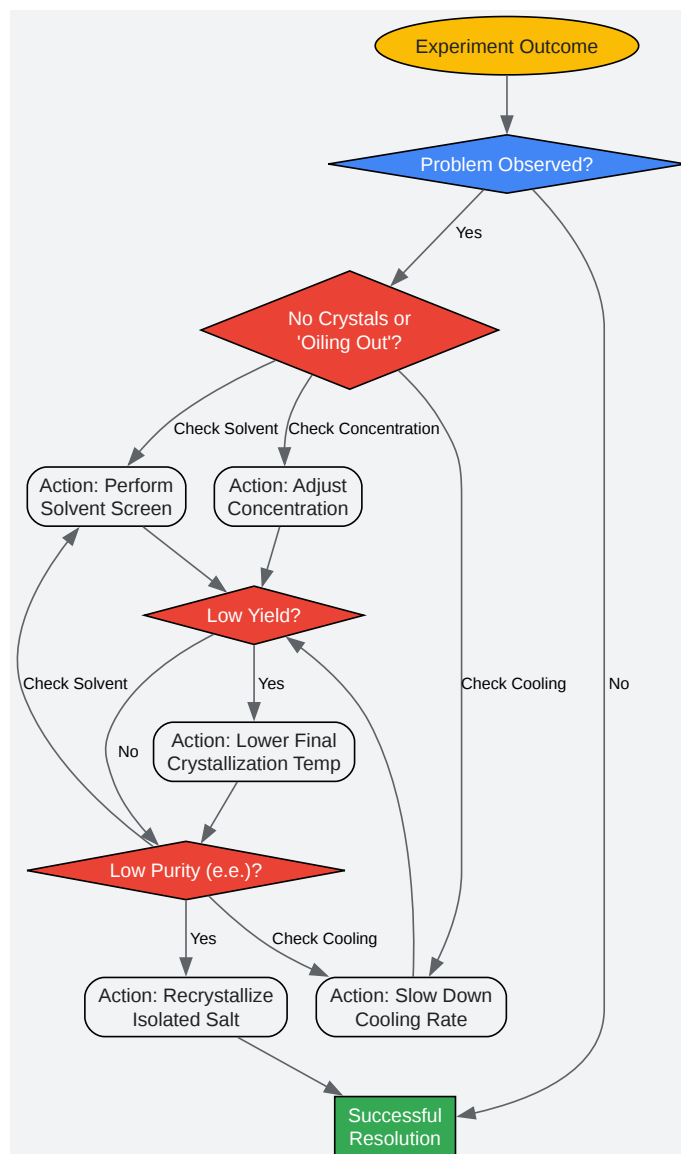 Experiment Outcome
Problem Observed?
Yes
No Crystals or
'Oiling Out'?
Check Solvent
Check Concentration
Action: Perform
Solvent Screen
Action: Adjust
Concentration
Low Yield?
Check Solvent
Yes
Check Cooling
No
Action: Lower Final
Crystallization Temp
No
Low Purity (e.e.)?
Yes
Check Cooling
Action: Recrystallize
Isolated Salt
Action: Slow Down
Cooling Rate
Successful
Resolution